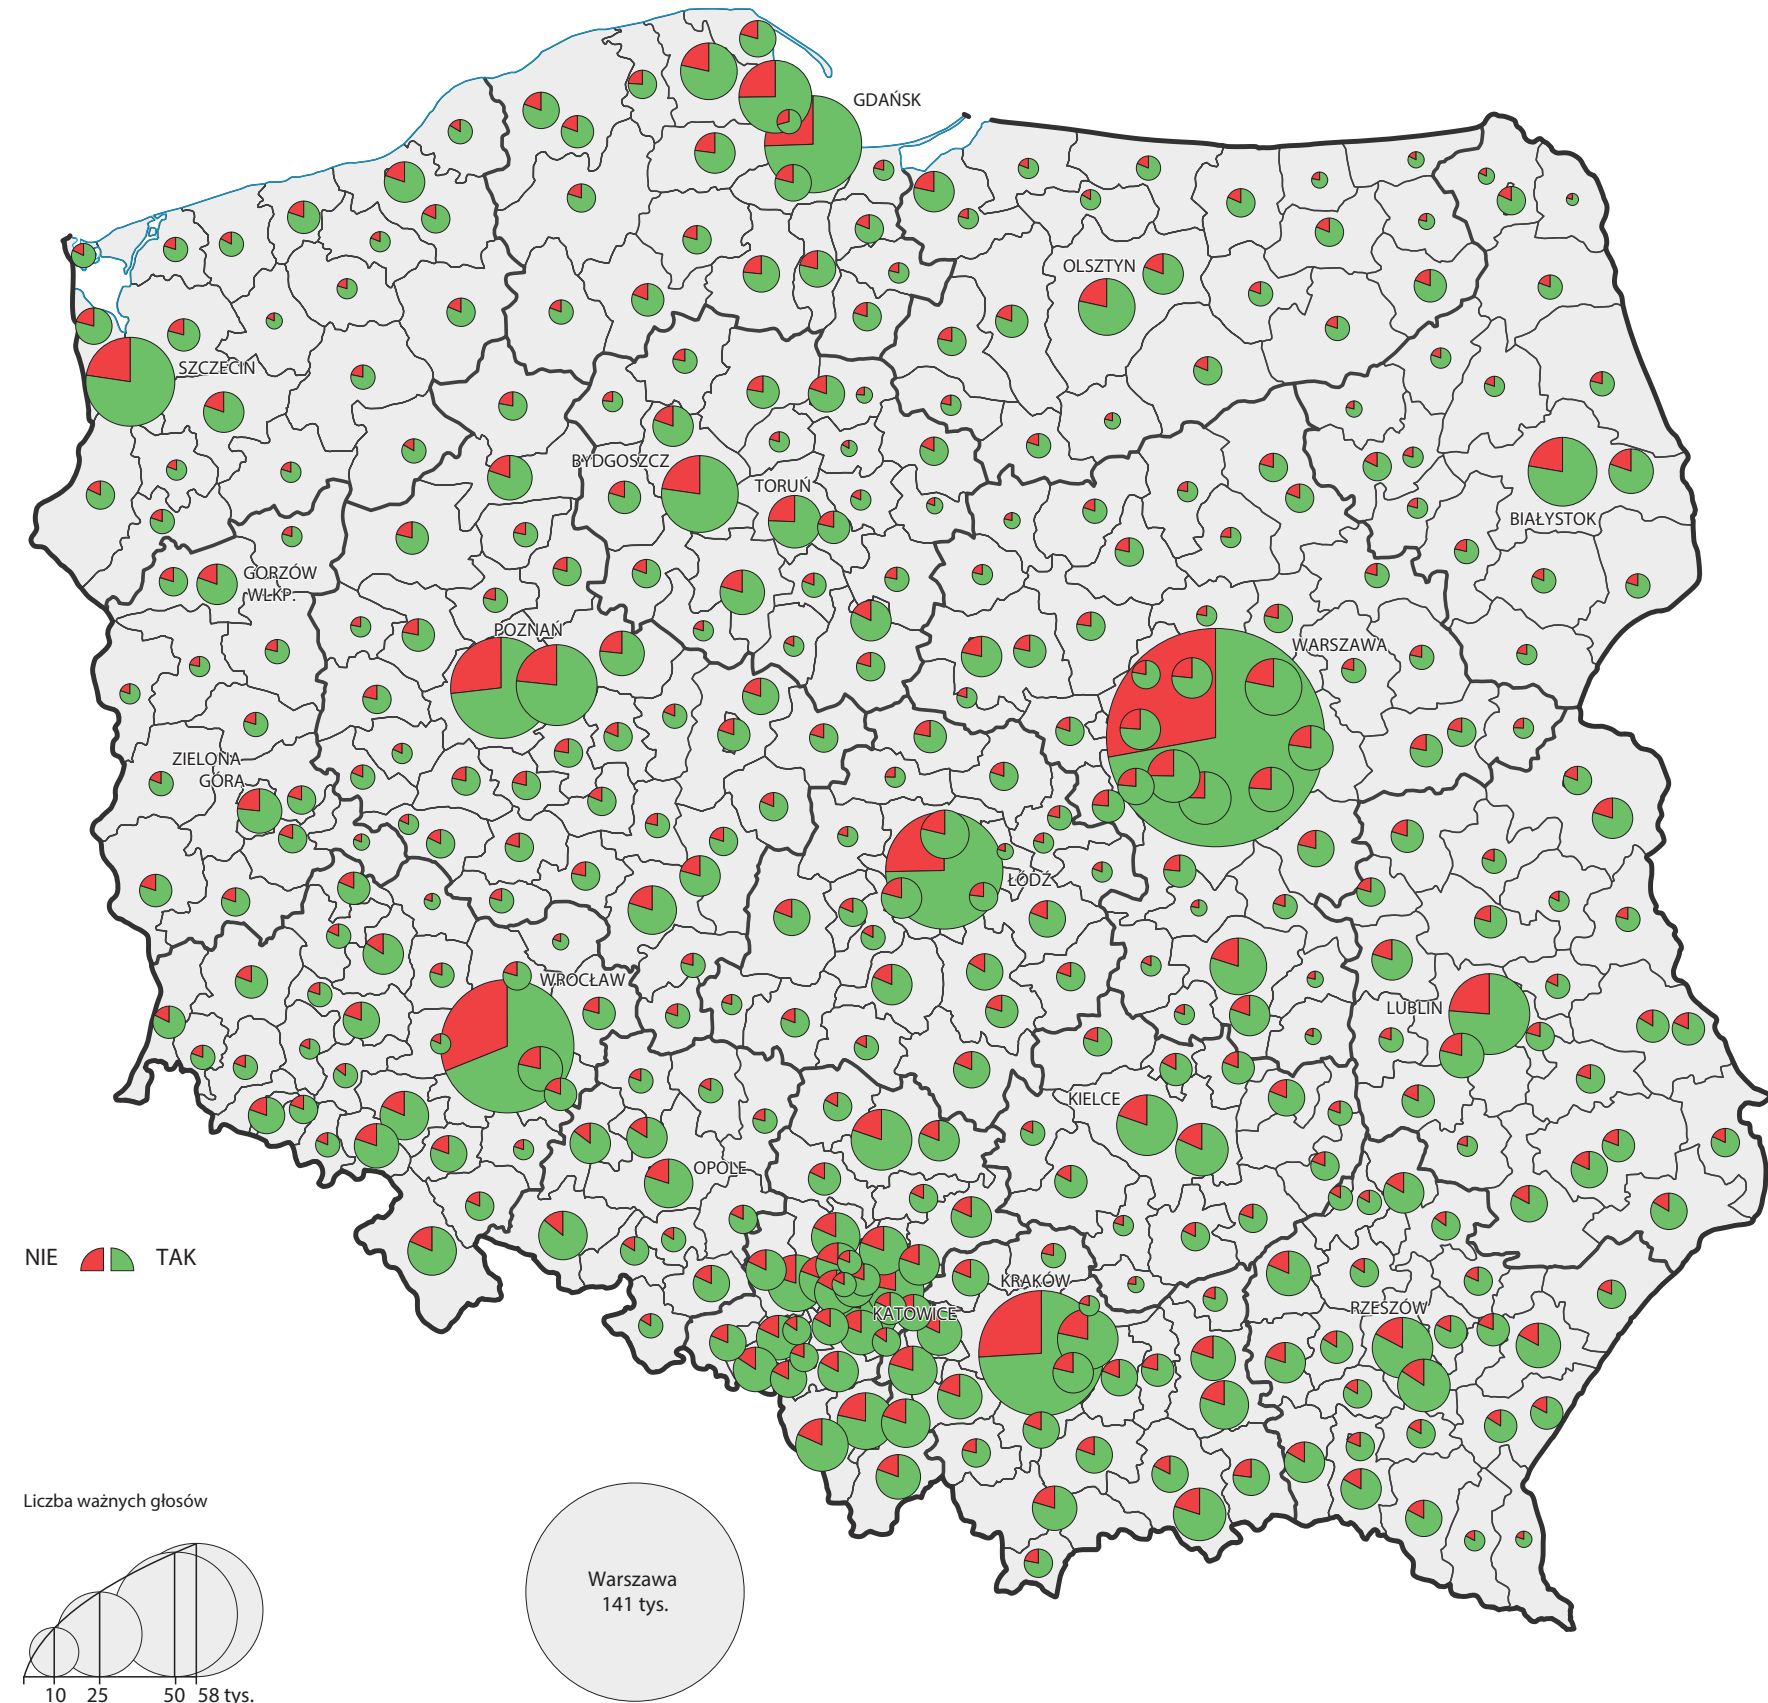 GDAŃSK
OLSZTYN
SZCZECIN
BYDGOSZCZ
TORUŃ
BIAŁYSTOK
GORZÓW
WLKP.
POZNAŃ
WARSZAWA
ZIELONA
GÓRA
ŁÓDŹ
WROCŁAW
LUBLIN
KIELCE
OPOLE
NIE
TAK
KRAKÓW
RZESZÓW
KATOWICE
Liczba ważnych głosów
Warszawa
141 tys.
10 25 50 58 tys.